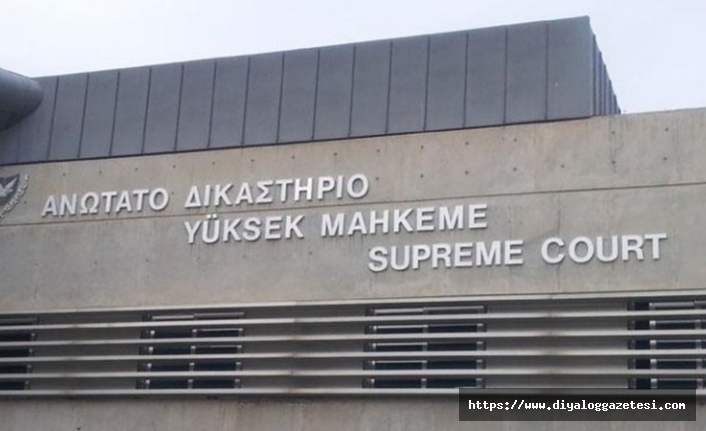 ΑΝΩΤΑΤΟ ΔΙΚΑΣΤΗΡΙΟ
YÜKSEK MAHKEME
SUPREME COURT
https://www.diyaloggazetesi.com/